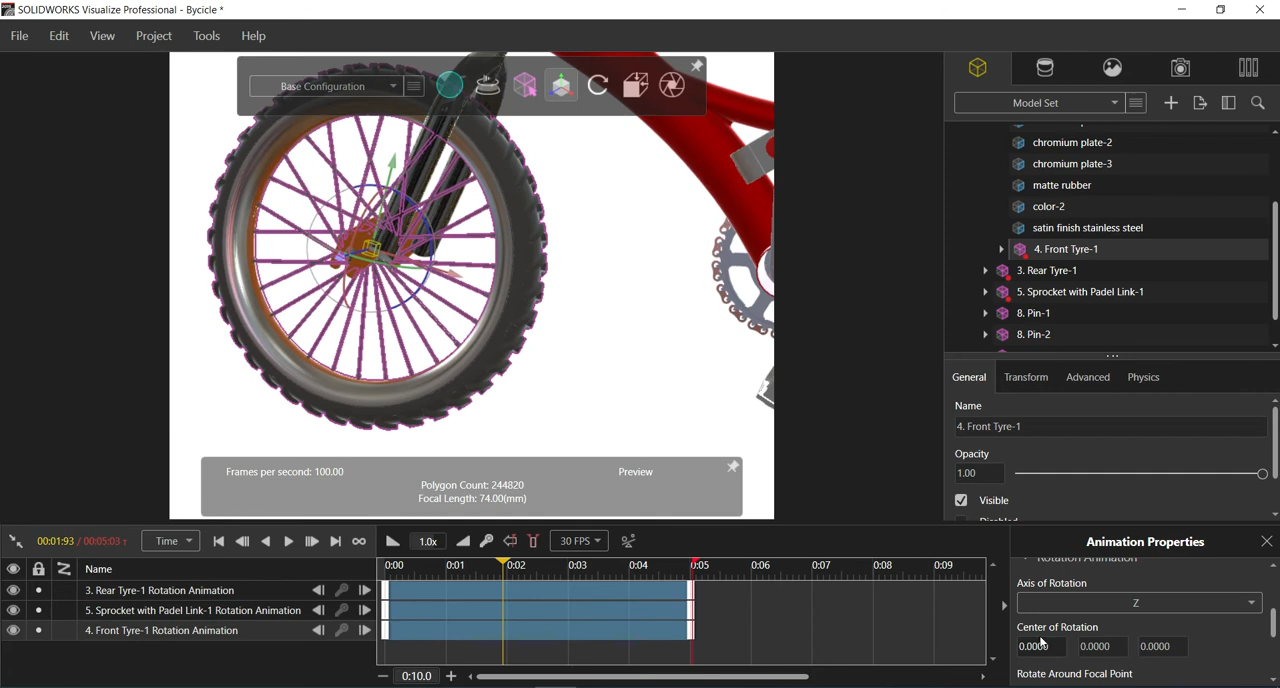 SOLIDWORKS Visualize Professional - Bycicle *
File Edit View Project Tools Help
Base Configuration
Model Set
chromium plate-2
chromium plate-3
matte rubber
color-2
satin finish stainless steel
4. Front Tyre-1
3. Rear Tyre-1
5. Sprocket with Padel Link-1
8. Pin-1
8. Pin-2
General Transform Advanced Physics
Name
4. Front Tyre-1
Opacity
1.00
Visible
Disabled
Frames per second: 100.00 Preview
Polygon Count: 244820
Focal Length: 74.00(mm)
00:01:93 / 00:05:03 Time 1.0x 30 FPS
Name
0:00 0:01 0:02 0:03 0:04 0:05 0:06 0:07 0:08 0:09
3. Rear Tyre-1 Rotation Animation
5. Sprocket with Padel Link-1 Rotation Animation
4. Front Tyre-1 Rotation Animation
0:10.0
Animation Properties
Rotation Animation
Axis of Rotation
Z
Center of Rotation
0.0000 0.0000 0.0000
Rotate Around Focal Point